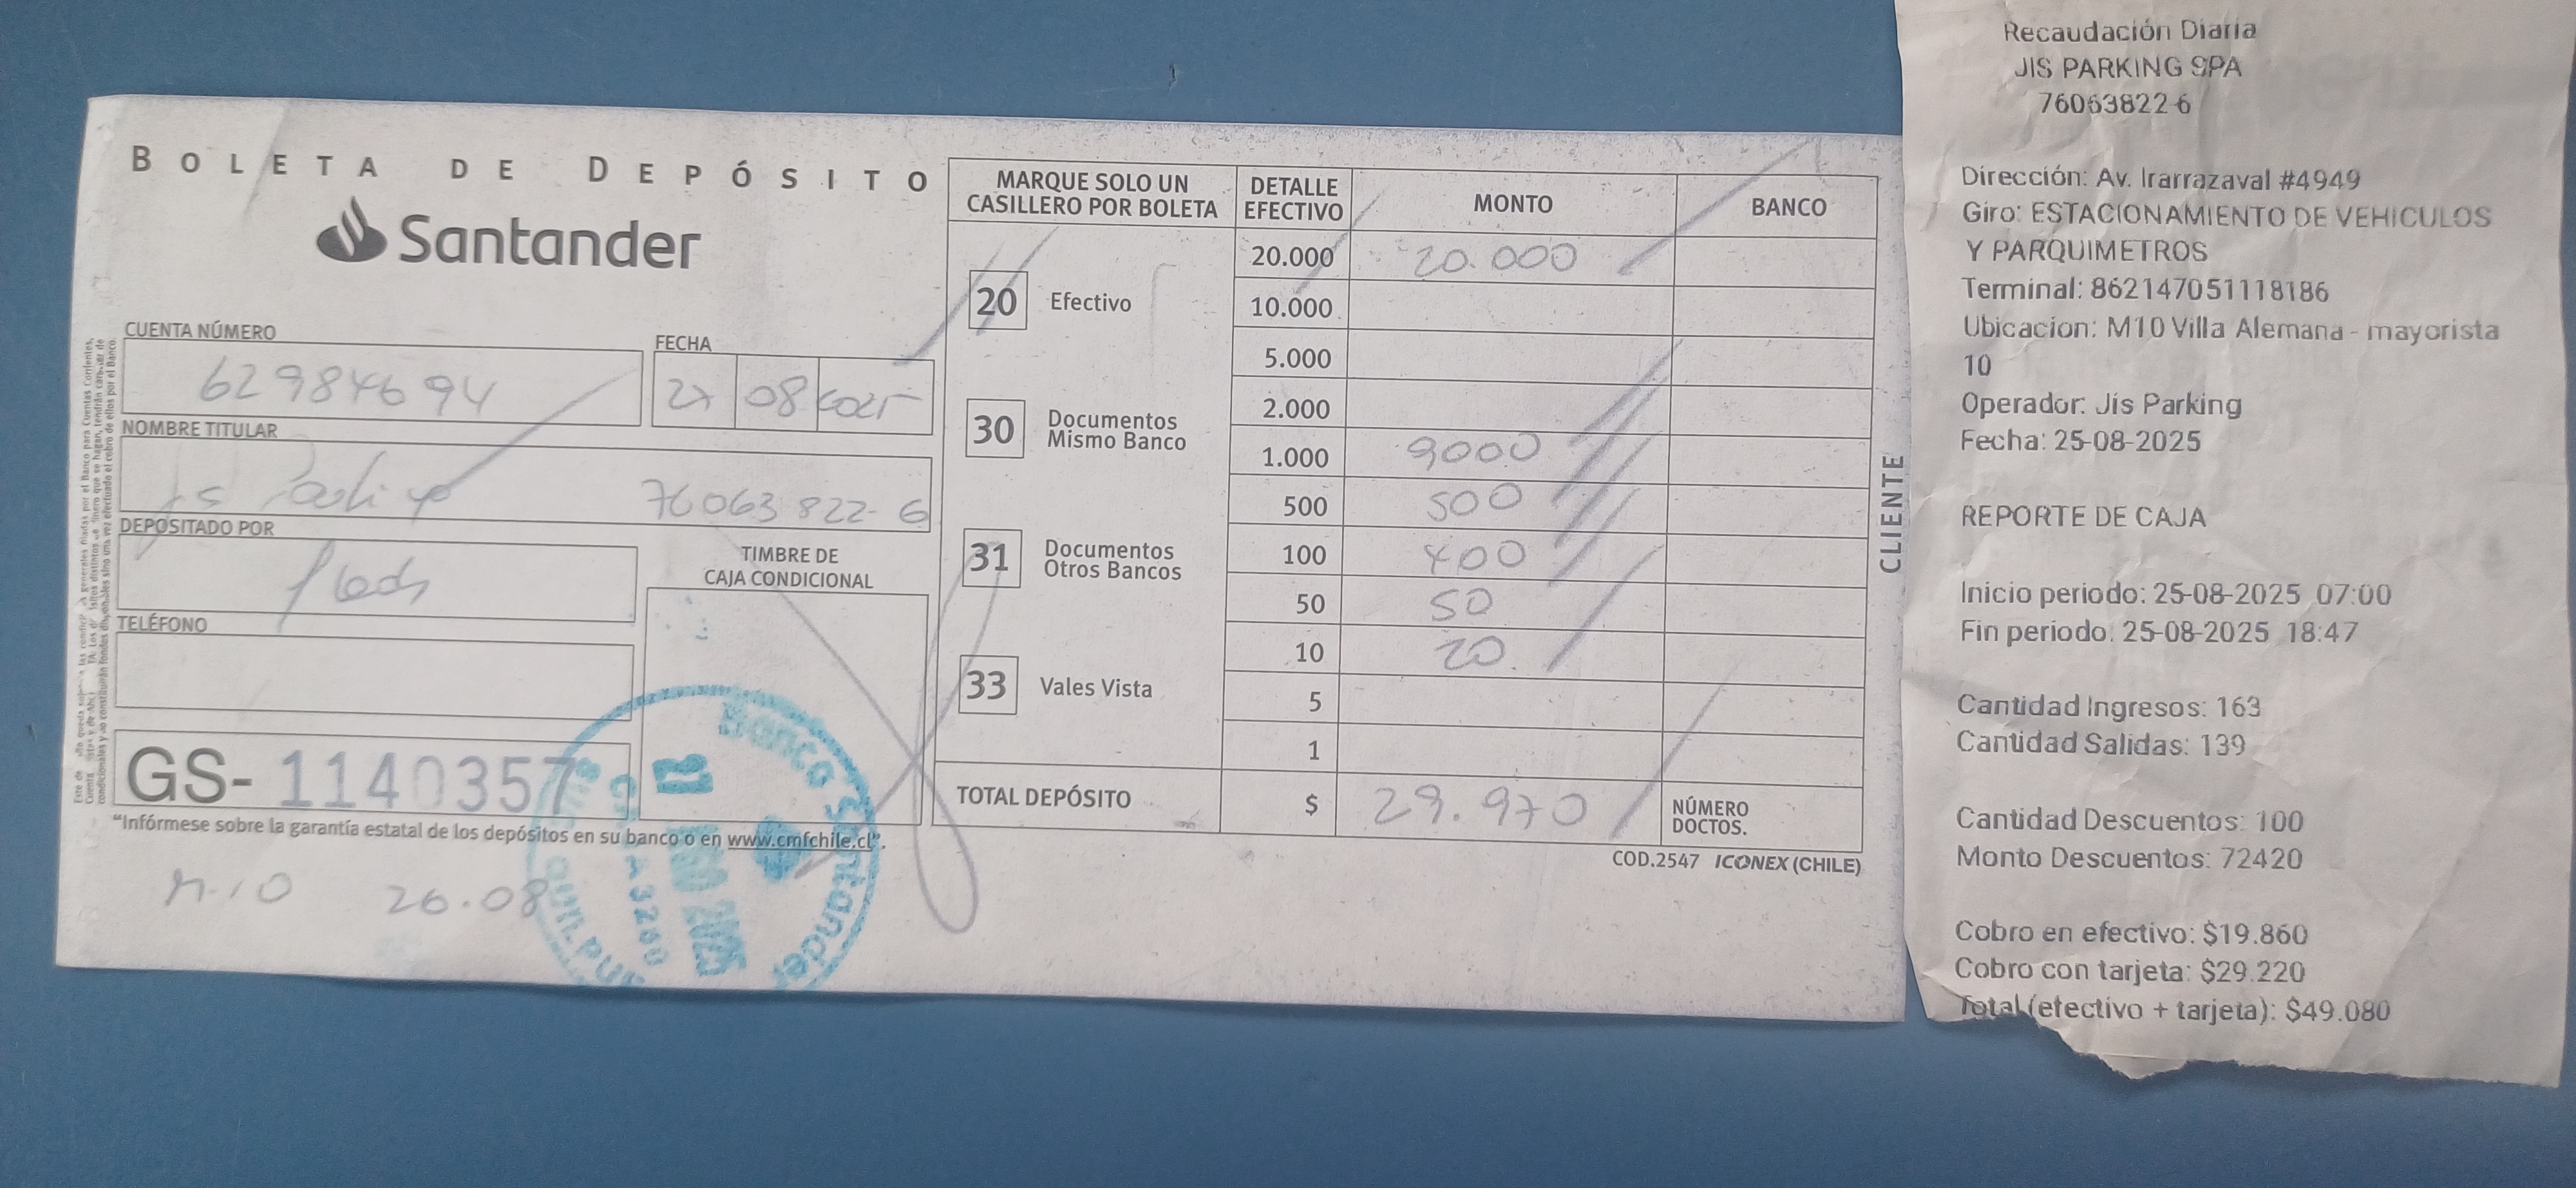 BOLETA DE DEPÓSITO
Santander
CUENTA NÚMERO
62984694
FECHA
27 08 2025
NOMBRE TITULAR
Jis Parking 76063822-6
DEPOSITADO POR
TELÉFONO
TIMBRE DE
CAJA CONDICIONAL
GS- 1140357
"Infórmese sobre la garantía estatal de los depósitos en su banco o en www.cmfchile.cl".
M.10 26.08
Banco Santander
MARQUE SOLO UN
CASILLERO POR BOLETA
20 Efectivo
30 Documentos
Mismo Banco
31 Documentos
Otros Bancos
33 Vales Vista
DETALLE
EFECTIVO
MONTO
BANCO
20.000 20.000
10.000
5.000
2.000
1.000 9000
500 500
100 400
50 50
10 20
5
1
TOTAL DEPÓSITO $ 29.970
NÚMERO
DOCTOS.
COD.2547 ICONEX (CHILE)
CLIENTE
Recaudación Diaria
JIS PARKING SPA
76063822-6
Dirección: Av. Irarrazaval #4949
Giro: ESTACIONAMIENTO DE VEHICULOS
Y PARQUIMETROS
Terminal: 862147051118186
Ubicacion: M10 Villa Alemana - mayorista
10
Operador: Jis Parking
Fecha: 25-08-2025
REPORTE DE CAJA
Inicio periodo: 25-08-2025 07:00
Fin periodo: 25-08-2025 18:47
Cantidad Ingresos: 163
Cantidad Salidas: 139
Cantidad Descuentos: 100
Monto Descuentos: 72420
Cobro en efectivo: $19.860
Cobro con tarjeta: $29.220
Total (efectivo + tarjeta): $49.080